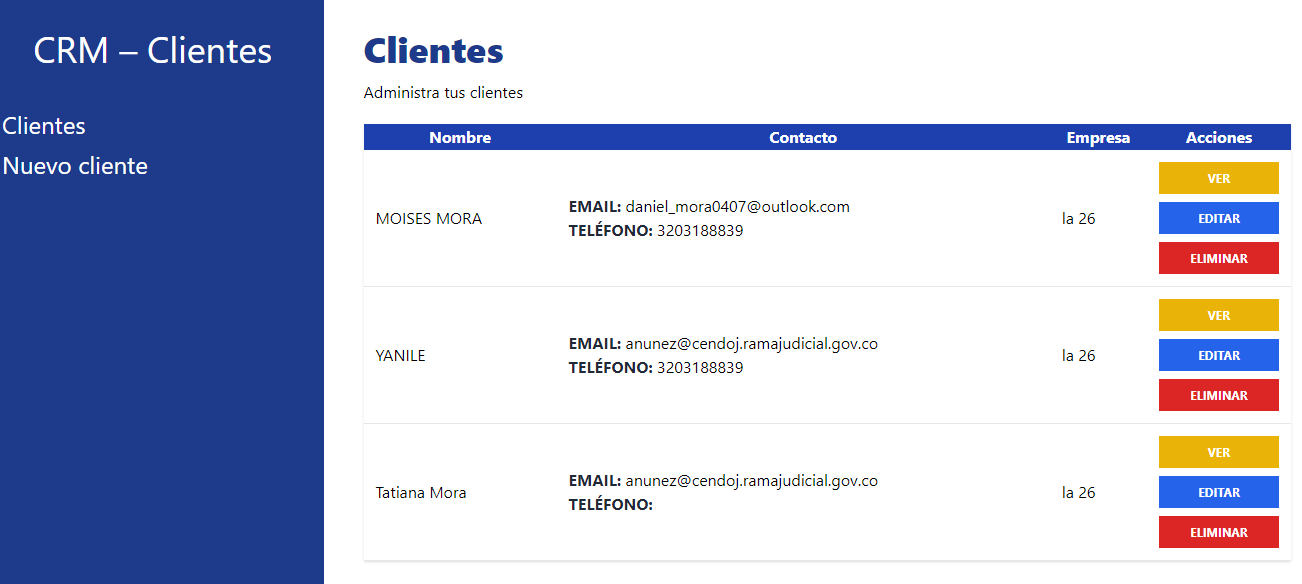 CRM – Clientes
Clientes
Nuevo cliente
Clientes
Administra tus clientes
Nombre Contacto Empresa Acciones
MOISES MORA
EMAIL: daniel_mora0407@outlook.com
TELÉFONO: 3203188839
la 26
VER
EDITAR
ELIMINAR
YANILE
EMAIL: anunez@cendoj.ramajudicial.gov.co
TELÉFONO: 3203188839
la 26
VER
EDITAR
ELIMINAR
Tatiana Mora
EMAIL: anunez@cendoj.ramajudicial.gov.co
TELÉFONO:
la 26
VER
EDITAR
ELIMINAR